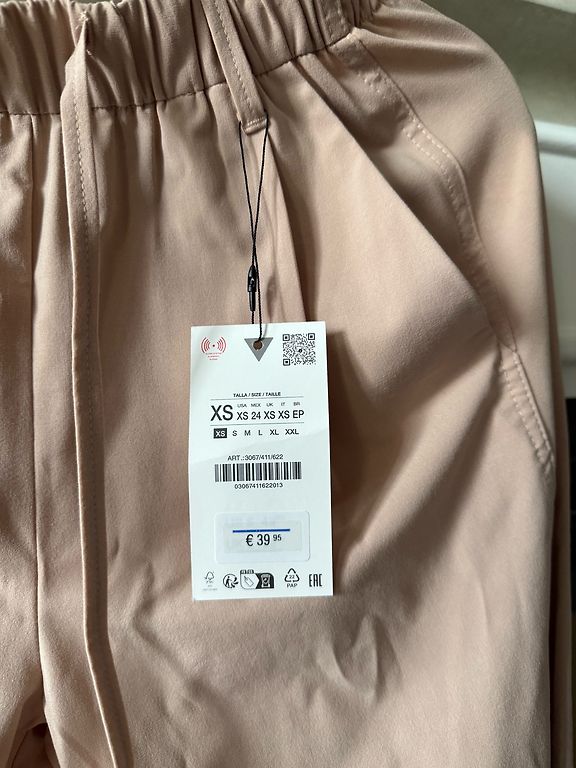 TALLA / SIZE / TAILLE
USA MEX UK IT BR
XS XS 24 XS XS EP
XS S M L XL XXL
ART.:3067/411/622
03067411622013
€ 39 95
22
PAP
EAC